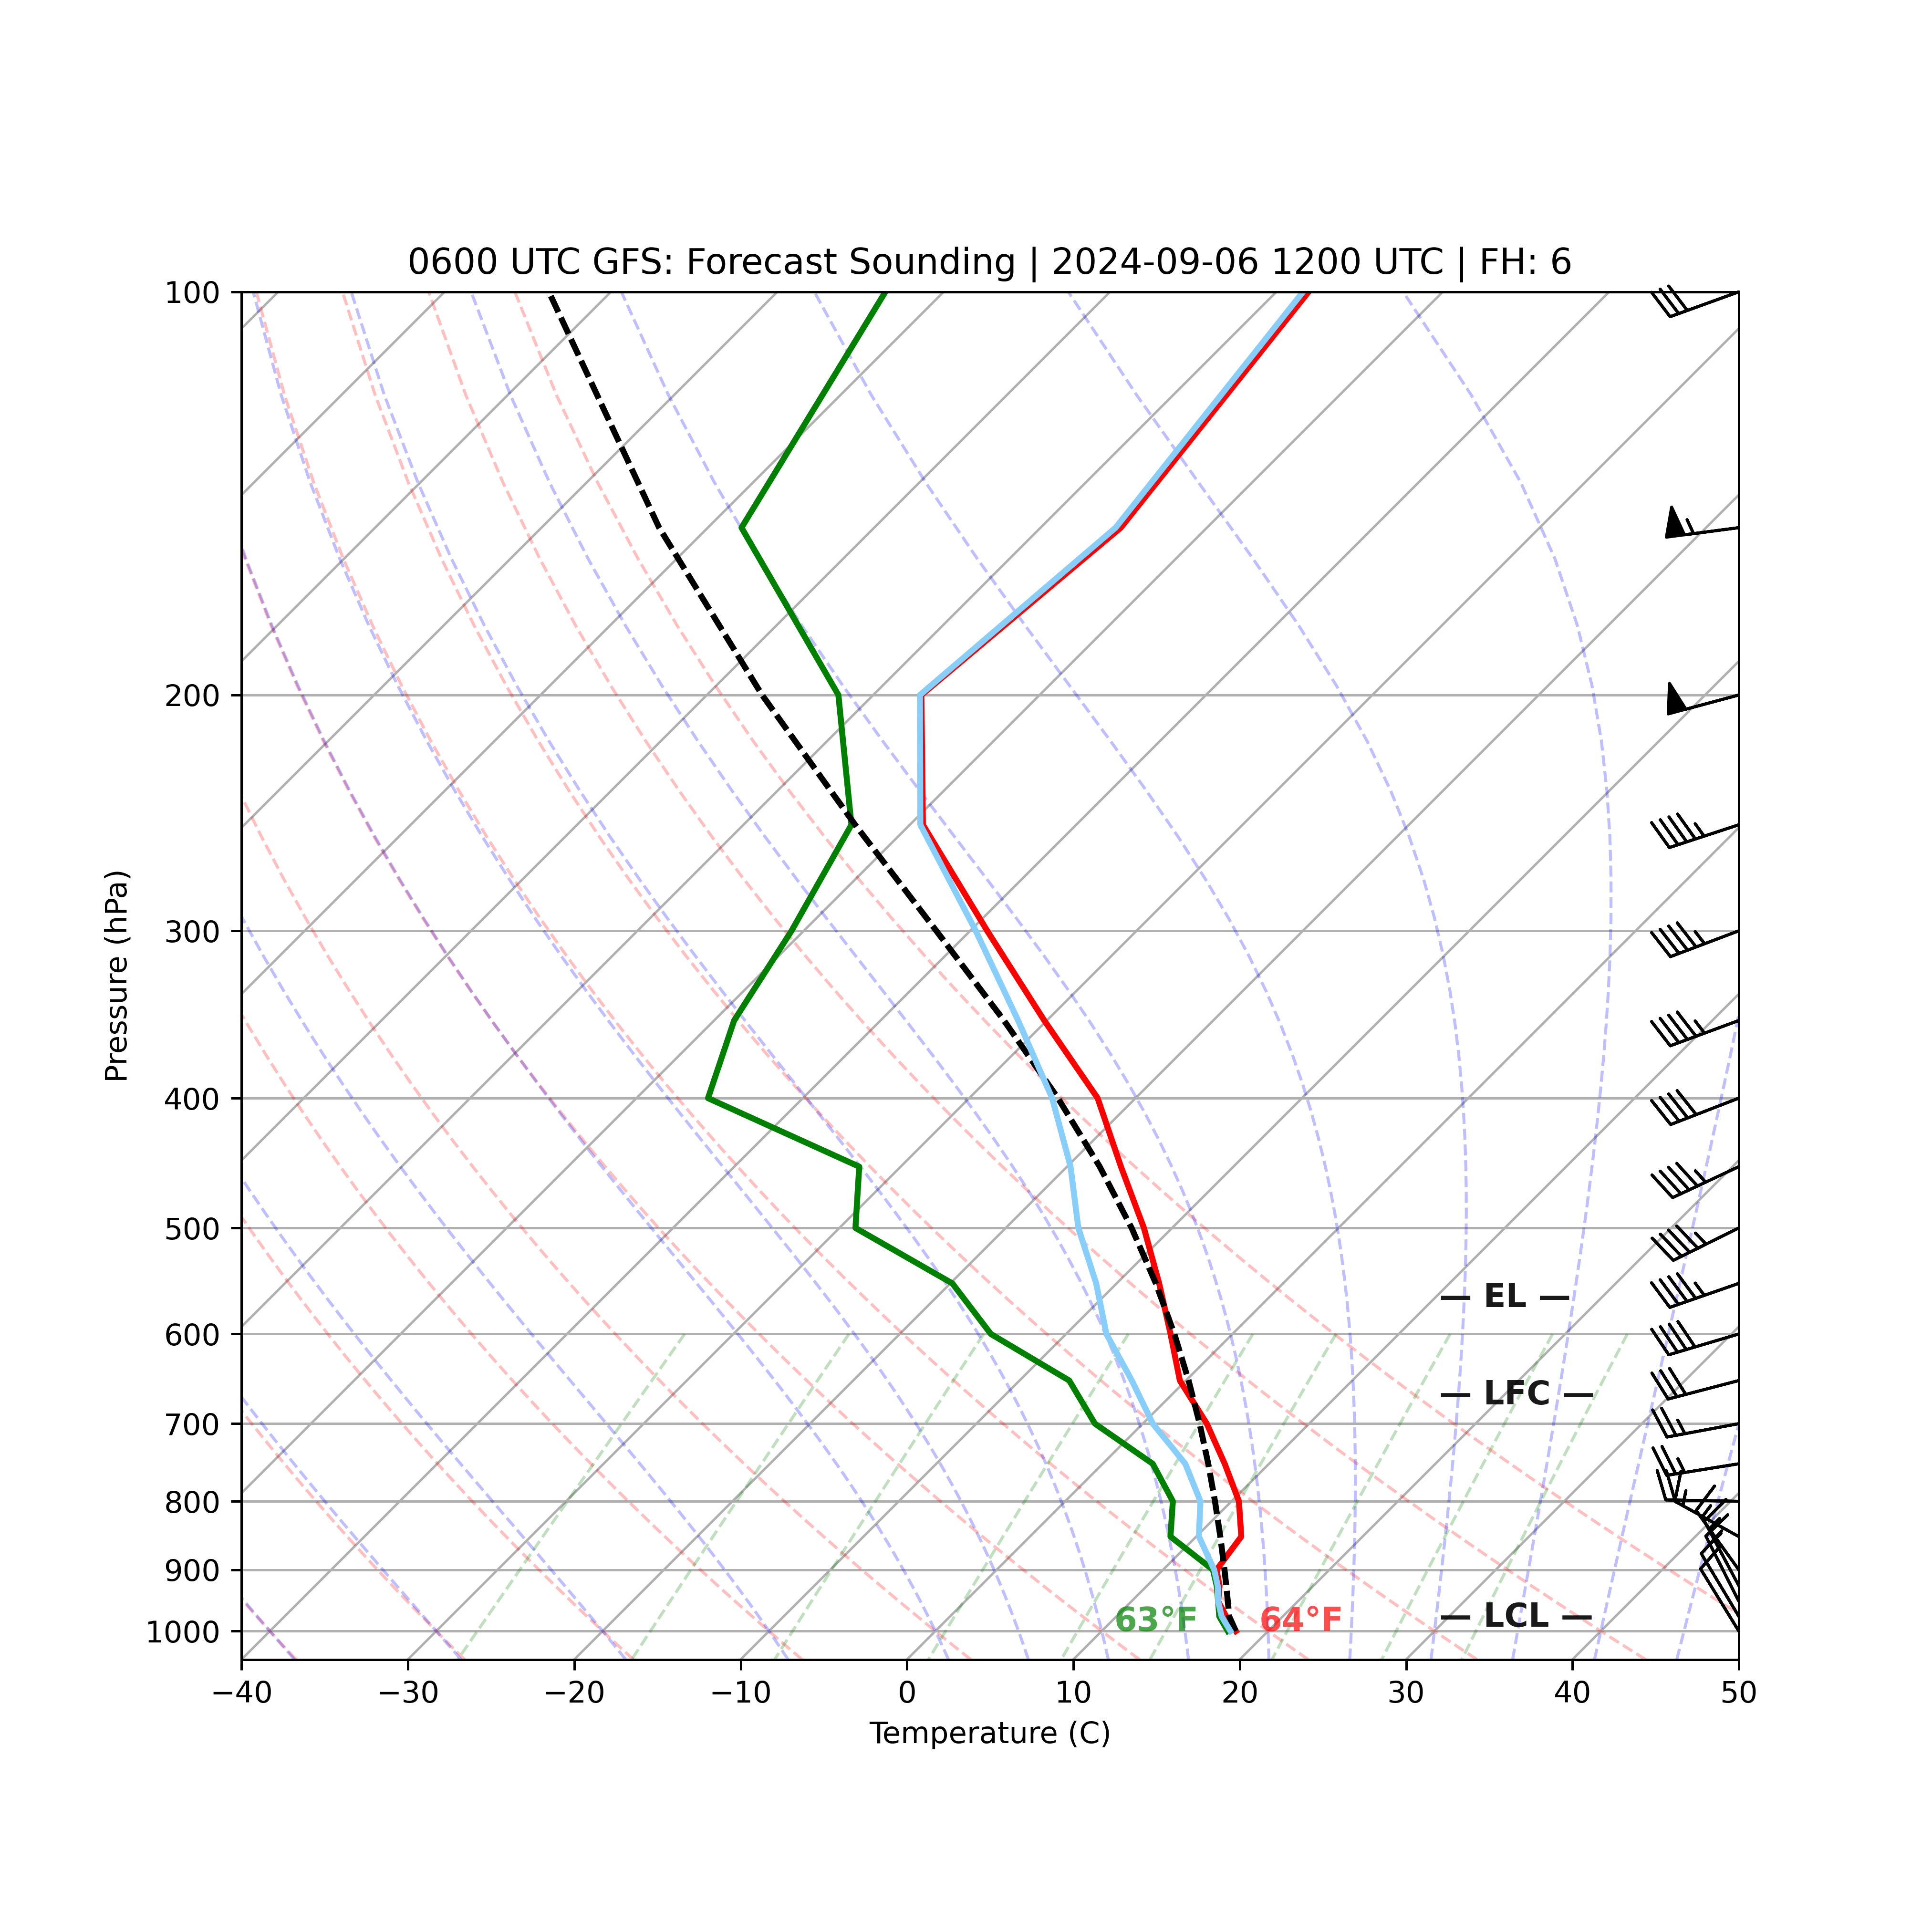 0600 UTC GFS: Forecast Sounding | 2024-09-06 1200 UTC | FH: 6
100
200
300
400
500
600
700
800
900
1000
Pressure (hPa)
— EL —
— LFC —
— LCL —
63°F 64°F
−40 −30 −20 −10 0 10 20 30 40 50
Temperature (C)